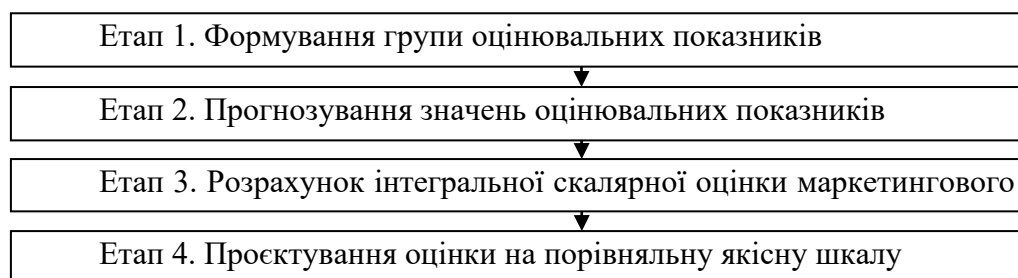 Етап 1. Формування групи оцінювальних показників
Етап 2. Прогнозування значень оцінювальних показників
Етап 3. Розрахунок інтегральної скалярної оцінки маркетингового
Етап 4. Проєктування оцінки на порівняльну якісну шкалу